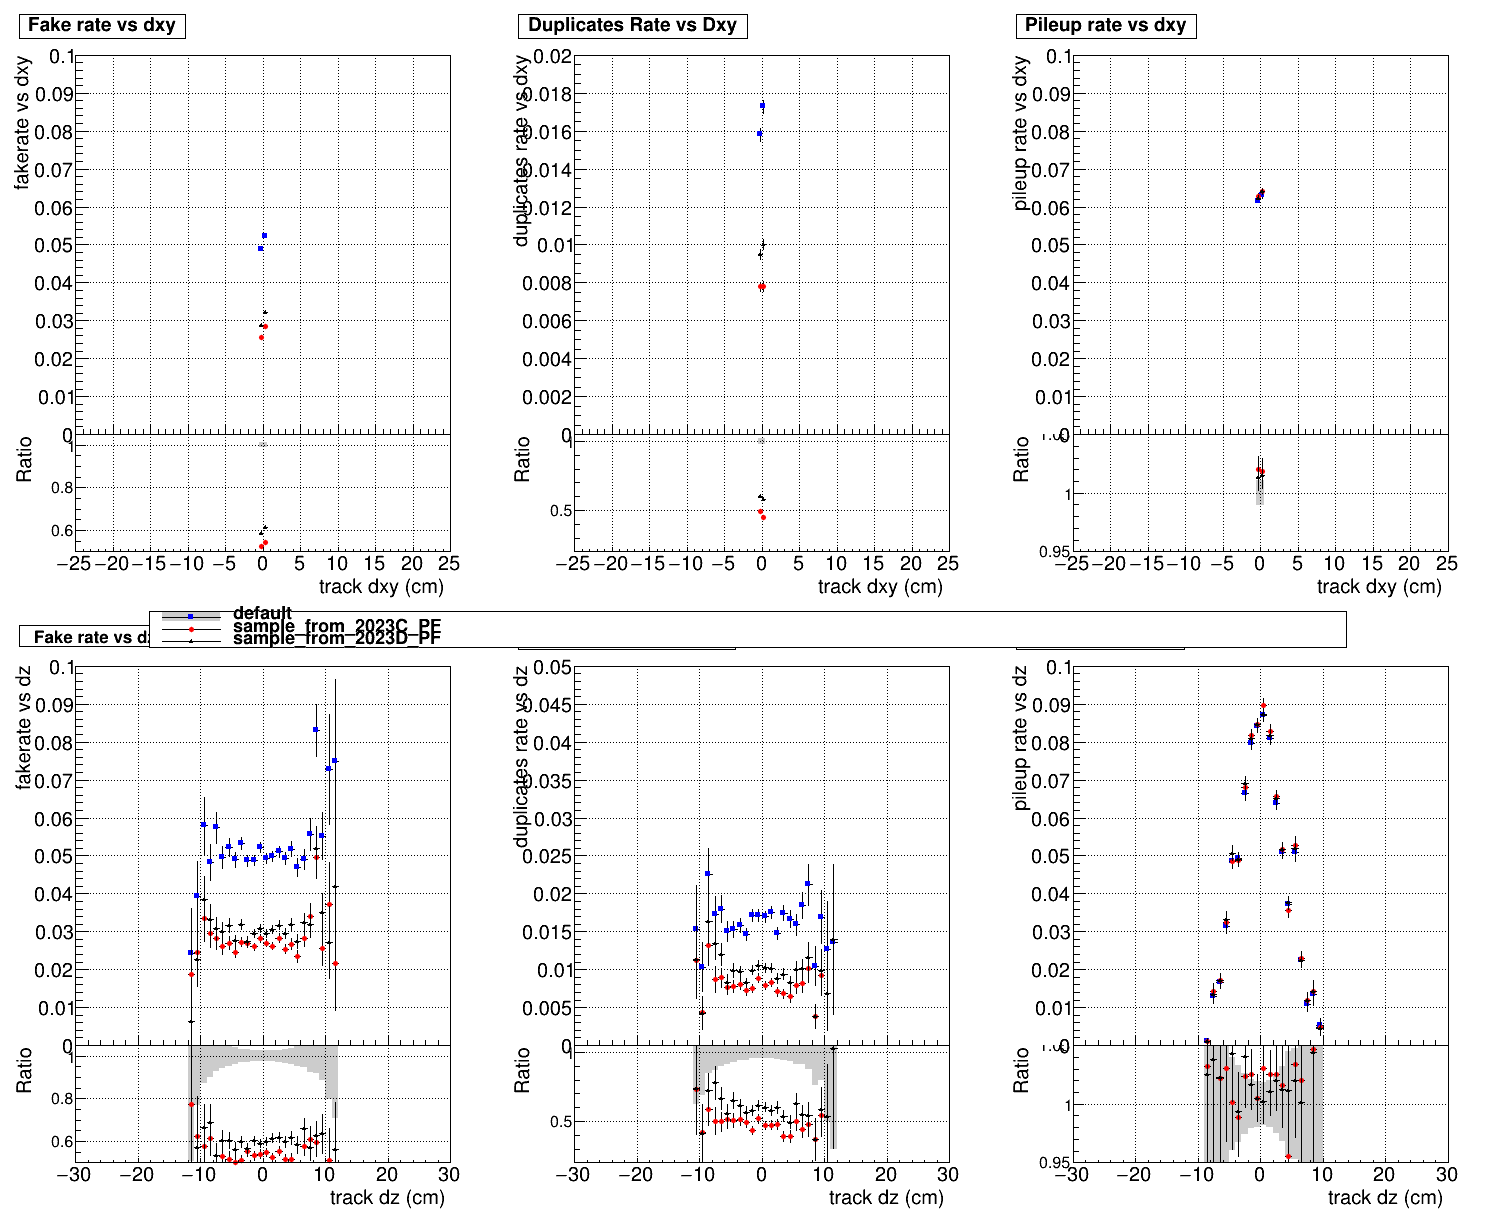 Fake rate vs dxy
Duplicates Rate vs Dxy
Pileup rate vs dxy
fakerate vs dxy
0.1
0.09
0.08
0.07
0.06
0.05
0.04
0.03
0.02
0.01
0
Ratio
1
0.8
0.6
−25 −20 −15 −10 −5 0 5 10 15 20 25
track dxy (cm)
duplicates rate vs dxy
0.02
0.018
0.016
0.014
0.012
0.01
0.008
0.006
0.004
0.002
0
Ratio
1
0.5
−25 −20 −15 −10 −5 0 5 10 15 20 25
track dxy (cm)
pileup rate vs dxy
0.1
0.09
0.08
0.07
0.06
0.05
0.04
0.03
0.02
0.01
0
Ratio
1
0.95
−25 −20 −15 −10 −5 0 5 10 15 20 25
track dxy (cm)
default
sample_from_2023C_PF
sample_from_2023D_PF
Fake rate vs dz
fakerate vs dz
0.1
0.09
0.08
0.07
0.06
0.05
0.04
0.03
0.02
0.01
0
Ratio
1
0.8
0.6
−30 −20 −10 0 10 20 30
track dz (cm)
duplicates rate vs dz
0.05
0.045
0.04
0.035
0.03
0.025
0.02
0.015
0.01
0.005
0
Ratio
1
0.5
−30 −20 −10 0 10 20 30
track dz (cm)
pileup rate vs dz
0.1
0.09
0.08
0.07
0.06
0.05
0.04
0.03
0.02
0.01
0
Ratio
1
0.95
−30 −20 −10 0 10 20 30
track dz (cm)